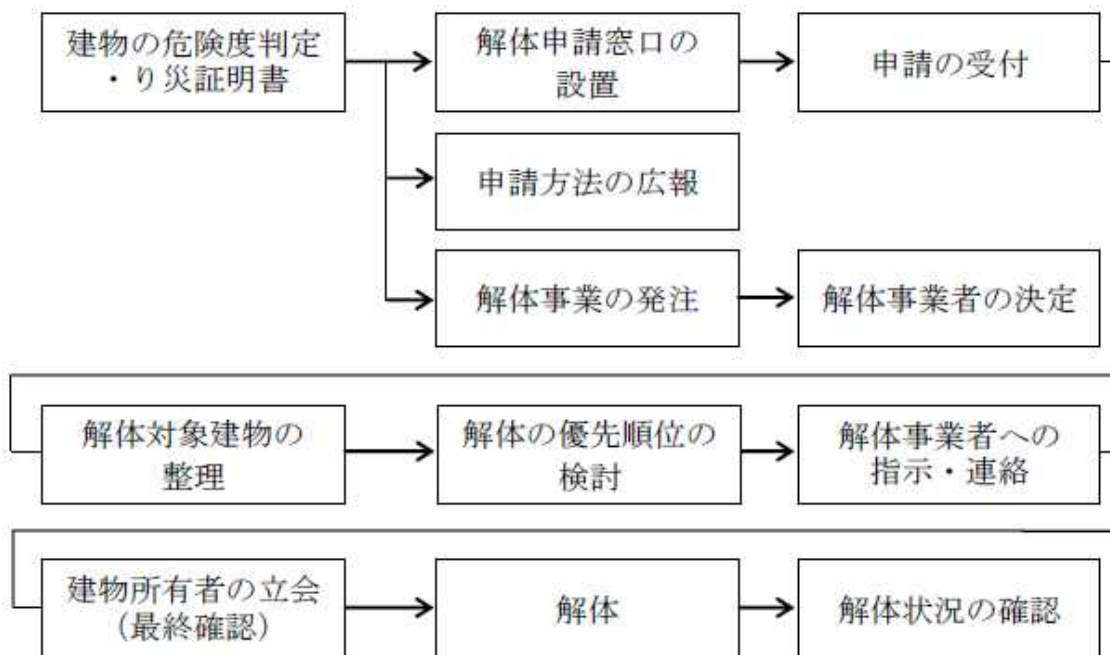 建物の危険度判定
・り災証明書
解体申請窓口の
設置
申請の受付
申請方法の広報
解体事業の発注
解体事業者の決定
解体対象建物の
整理
解体の優先順位の
検討
解体事業者への
指示・連絡
建物所有者の立会
（最終確認）
解体
解体状況の確認